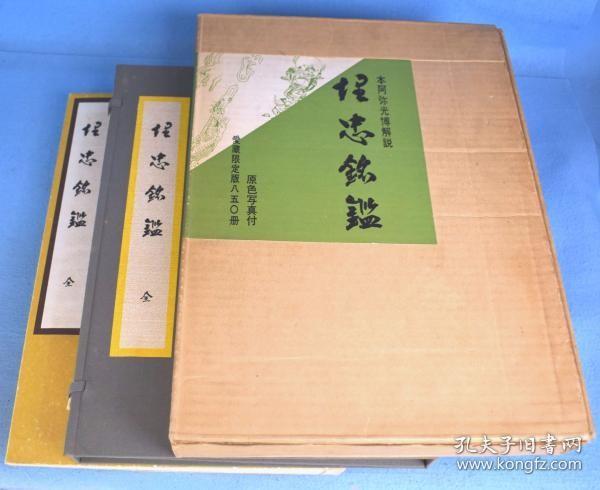 本阿弥光博解説
埋忠銘鑑
原色写真付
愛蔵限定版八五〇冊
埋忠銘鑑
全
埋忠銘鑑
全
孔夫子旧书网
www.kongfz.com